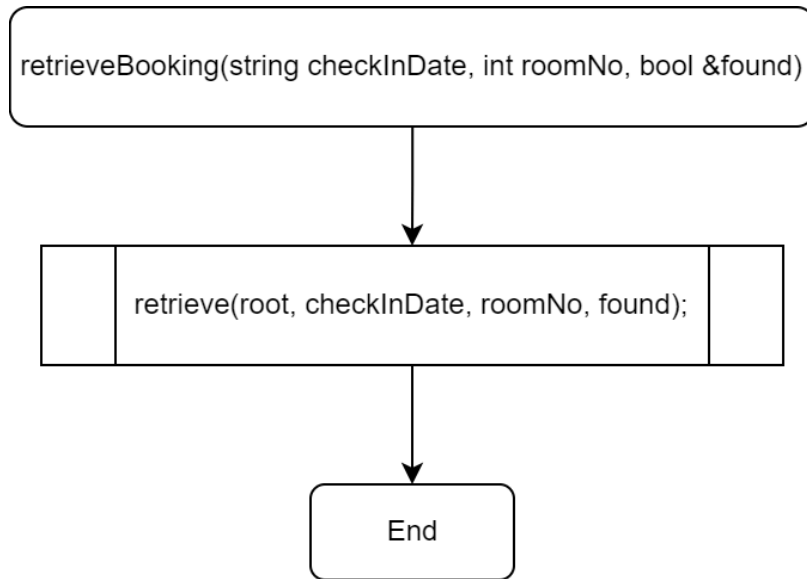 retrieveBooking(string checkInDate, int roomNo, bool &found)
retrieve(root, checkInDate, roomNo, found);
End